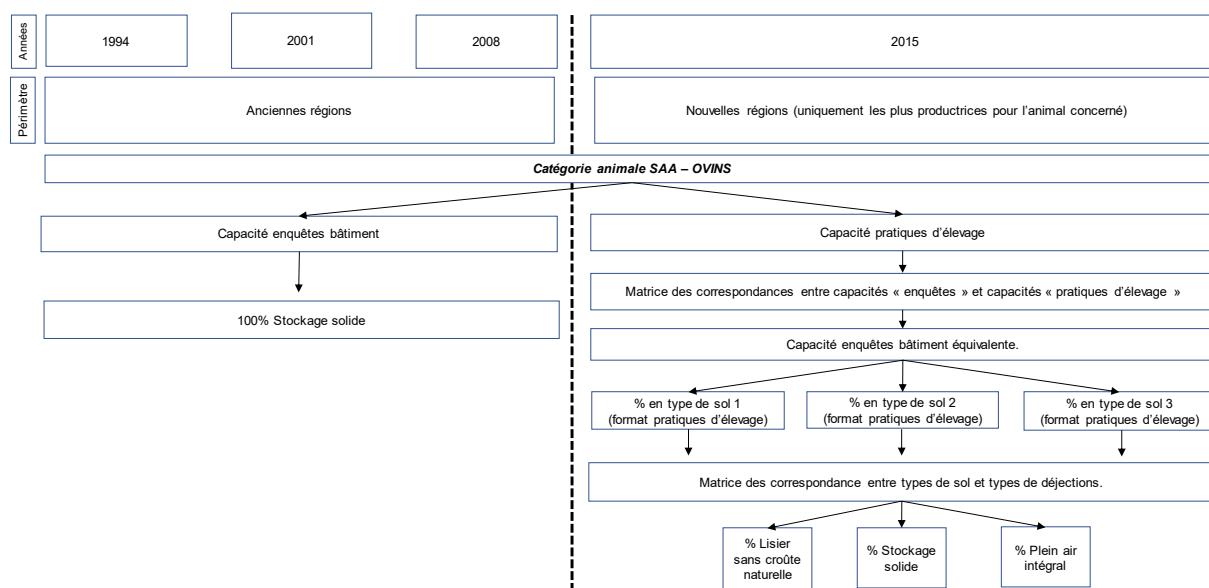 Années
1994
2001
2008
2015
Périmètre
Anciennes régions
Nouvelles régions (uniquement les plus productrices pour l'animal concerné)
Catégorie animale SAA – OVINS
Capacité enquêtes bâtiment
Capacité pratiques d'élevage
Matrice des correspondances entre capacités « enquêtes » et capacités « pratiques d'élevage »
100% Stockage solide
Capacité enquêtes bâtiment équivalente.
% en type de sol 1
(format pratiques d'élevage)
% en type de sol 2
(format pratiques d'élevage)
% en type de sol 3
(format pratiques d'élevage)
Matrice des correspondance entre types de sol et types de déjections.
% Lisier
sans croûte
naturelle
% Stockage
solide
% Plein air
intégral